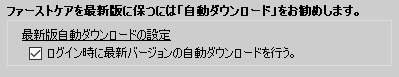 ファーストケアを最新版に保つには「自動ダウンロード」をお勧めします。
最新版自動ダウンロードの設定
ログイン時に最新バージョンの自動ダウンロードを行う。